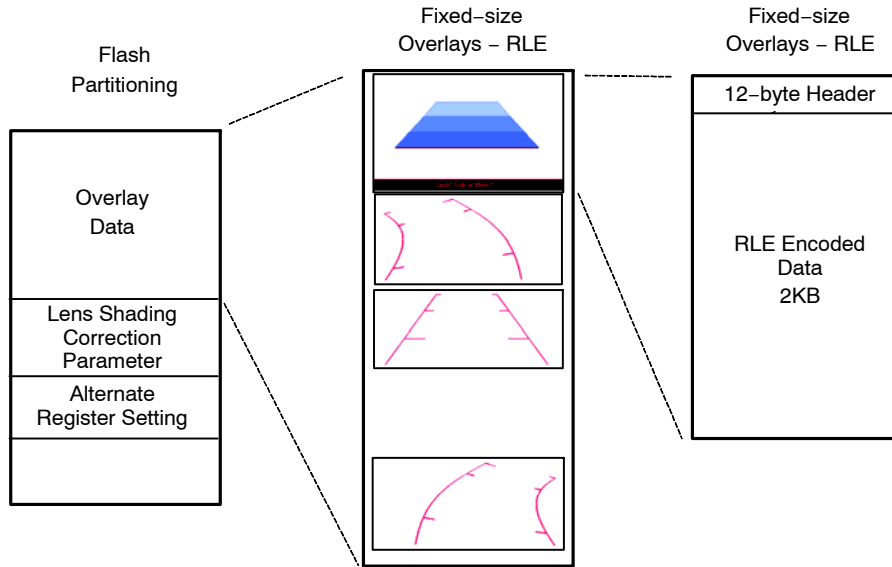 Flash
Partitioning
Overlay
Data
Lens Shading
Correction
Parameter
Alternate
Register Setting
Fixed−size
Overlays − RLE
Fixed−size
Overlays − RLE
12−byte Header
RLE Encoded
Data
2KB